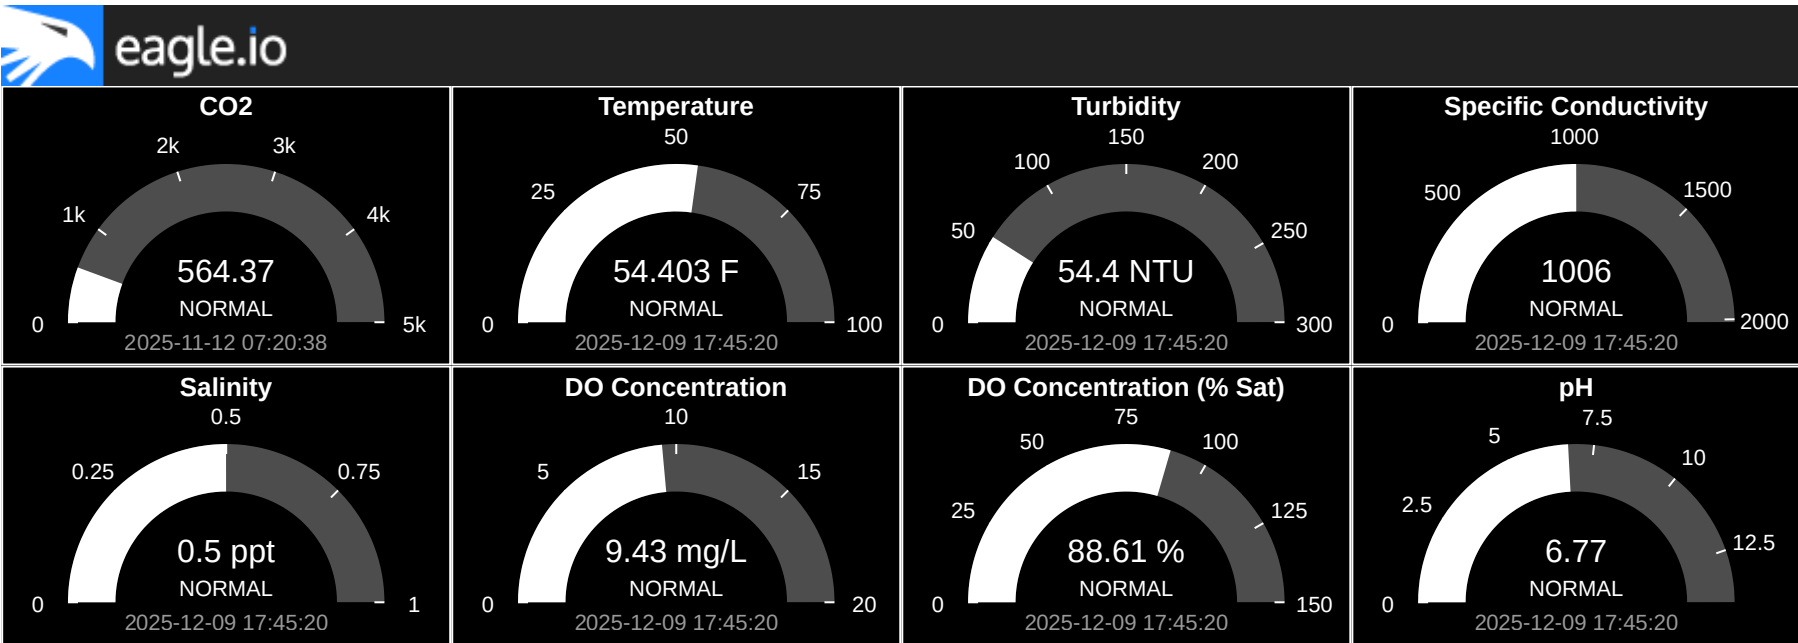 eagle.io
CO2
0
1k
2k
3k
4k
5k
564.37
NORMAL
2025-11-12 07:20:38
Temperature
0
25
50
75
100
54.403 F
NORMAL
2025-12-09 17:45:20
Turbidity
0
50
100
150
200
250
300
54.4 NTU
NORMAL
2025-12-09 17:45:20
Specific Conductivity
0
500
1000
1500
2000
1006
NORMAL
2025-12-09 17:45:20
Salinity
0
0.25
0.5
0.75
1
0.5 ppt
NORMAL
2025-12-09 17:45:20
DO Concentration
0
5
10
15
20
9.43 mg/L
NORMAL
2025-12-09 17:45:20
DO Concentration (% Sat)
0
25
50
75
100
125
150
88.61 %
NORMAL
2025-12-09 17:45:20
pH
0
2.5
5
7.5
10
12.5
6.77
NORMAL
2025-12-09 17:45:20